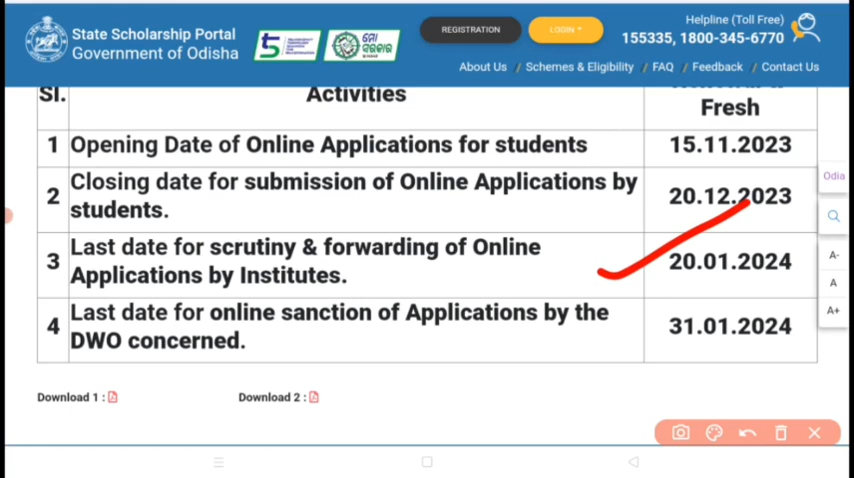 State Scholarship Portal
Government of Odisha
ମୋ
ସରକାର
REGISTRATION
LOGIN
Helpline (Toll Free)
155335, 1800-345-6770
About Us / Schemes & Eligibility / FAQ / Feedback / Contact Us
Sl. Activities
Fresh
1 Opening Date of Online Applications for students 15.11.2023
2 Closing date for submission of Online Applications by
students. 20.12.2023
3 Last date for scrutiny & forwarding of Online
Applications by Institutes. 20.01.2024
4 Last date for online sanction of Applications by the
DWO concerned. 31.01.2024
Odia
A-
A
A+
Download 1 :
Download 2 :